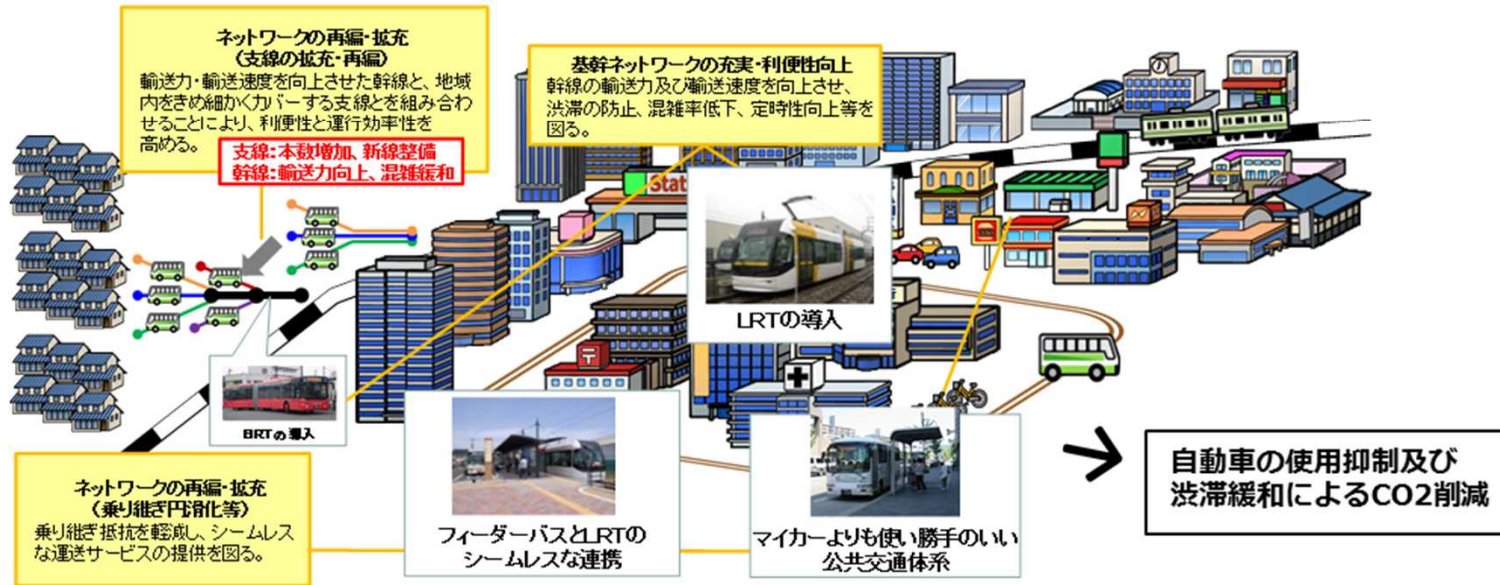 ネットワークの再編・拡充
(支線の拡充・再編)
輸送力・輸送速度を向上させた幹線と、地域
内をきめ細かくカバーする支線とを組み合わ
せることにより、利便性と運行効率性を
高める。
支線:本数増加、新線整備
幹線:輸送力向上、混雑緩和
基幹ネットワークの充実・利便性向上
幹線の輸送力及び輸送速度を向上させ、
渋滞の防止、混雑率低下、定時性向上等を
図る。
Stat
LRTの導入
BRTの導入
〒
ネットワークの再編・拡充
(乗り継ぎ円滑化等)
乗り継ぎ抵抗を軽減し、シームレス
な運送サービスの提供を図る。
フィーダーバスとLRTの
シームレスな連携
マイカーよりも使い勝手のいい
公共交通体系
自動車の使用抑制及び
渋滞緩和によるCO2削減